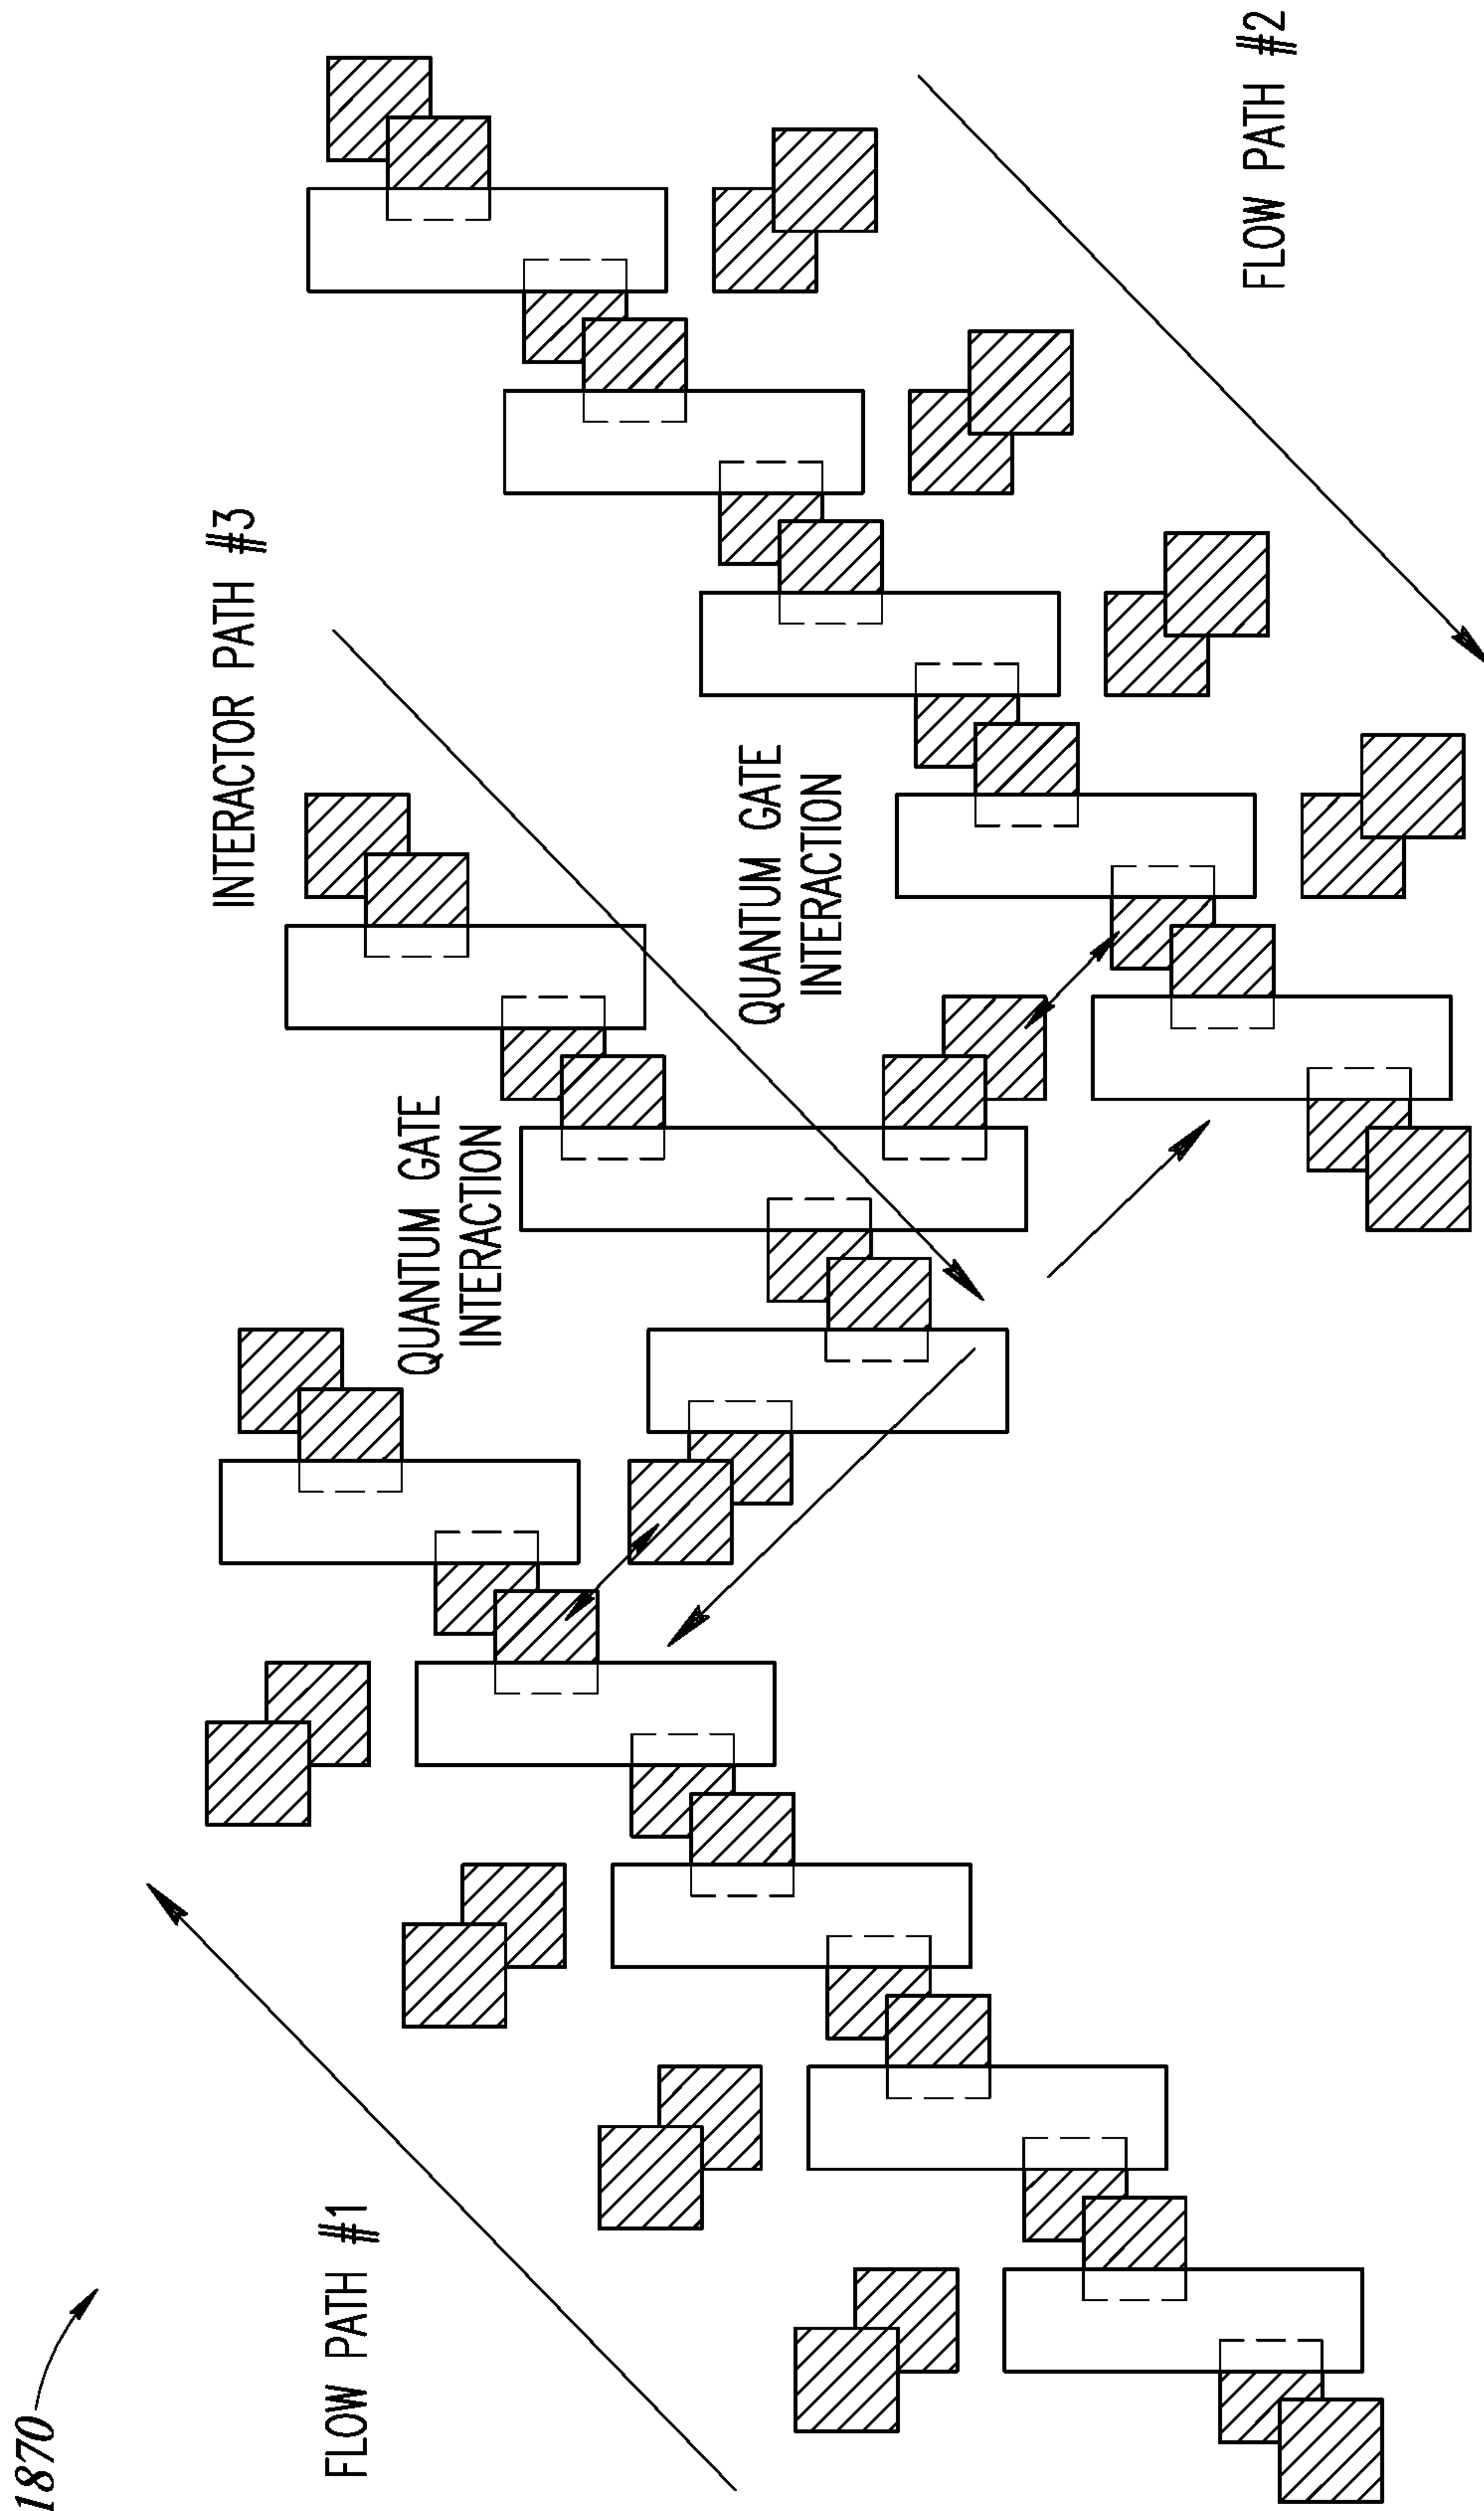 1870
FLOW PATH #1
QUANTUM GATE
INTERACTION
INTERACTOR PATH #3
QUANTUM GATE
INTERACTION
FLOW PATH #2